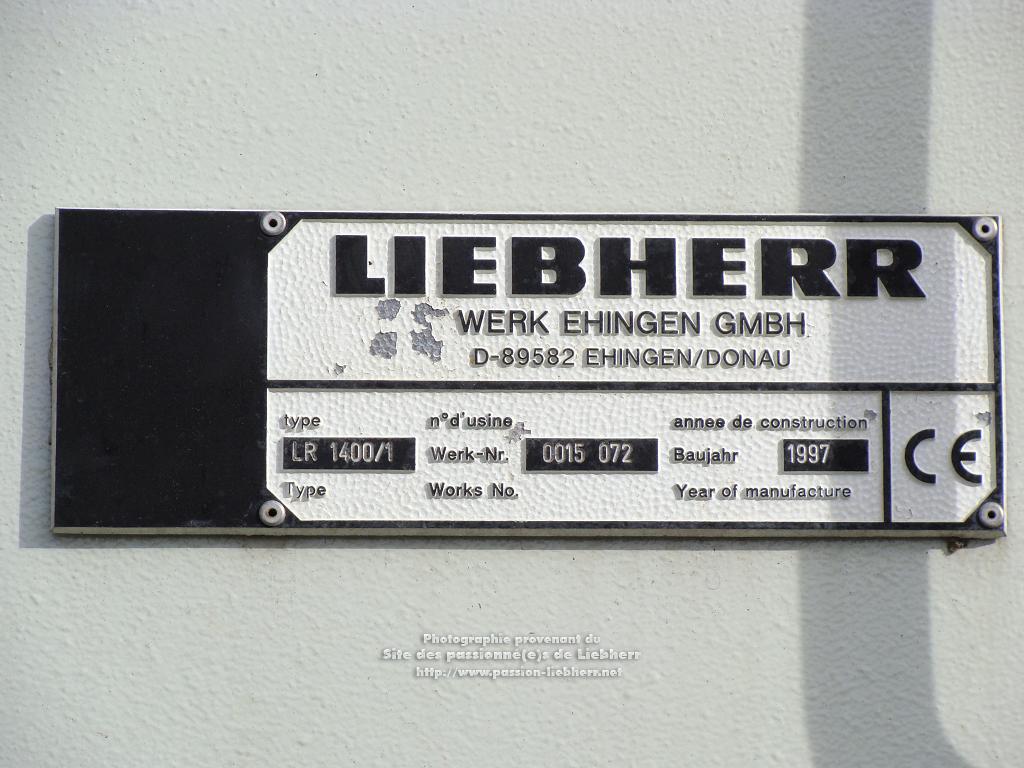 LIEBHERR
WERK EHINGEN GMBH
D-89582 EHINGEN/DONAU
type n°d'usine annee de construction
LR 1400/1 Werk-Nr. 0015 072 Baujahr 1997
Type Works No. Year of manufacture
CE
Photographie provenant du
Site des passionne(e)s de Liebherr
http://www.passion-liebherr.net